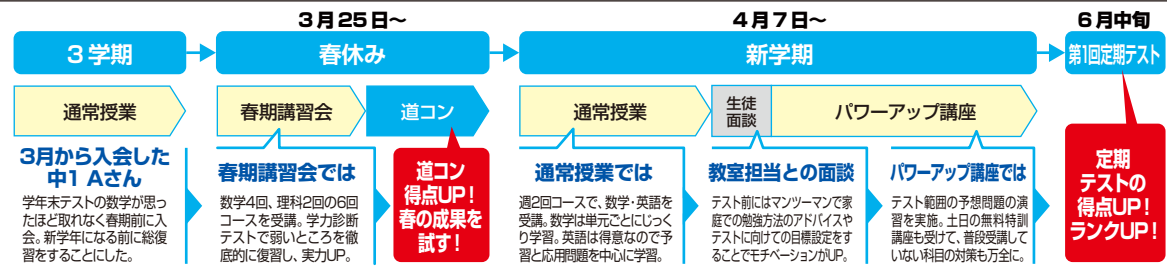 3月25日〜
4月7日〜
6月中旬
3学期
春休み
新学期
第1回定期テスト
通常授業
春期講習会
道コン
通常授業
生徒
面談
パワーアップ講座
3月から入会した
中1 Aさん
学年末テストの数学が思っ
たほど取れなく春期前に入
会。新学年になる前に総復
習をすることにした。
春期講習会では
数学4回、理科2回の6回
コースを受講。学力診断
テストで弱いところを徹
底的に復習し、実力UP。
道コン
得点UP！
春の成果を
試す！
通常授業では
週2回コースで、数学・英語を
受講。数学は単元ごとにじっく
り学習。英語は得意なので予
習と応用問題を中心に学習。
教室担当との面談
テスト前にはマンツーマンで家
庭での勉強方法のアドバイスや
テストに向けての目標設定をす
ることでモチベーションがUP。
パワーアップ講座では
テスト範囲の予想問題の演
習を実施。土日の無料特訓
講座も受けて、普段受講して
いない科目の対策も万全に。
定期
テストの
得点UP！
ランクUP！